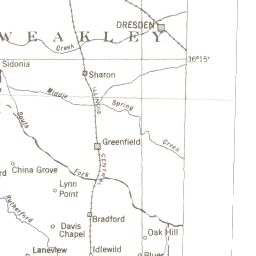 DRESDEN
WEAKLEY
Creek
36°15'
Sidonia
Sharon
Middle
Spring
ILLINOIS
South
Creek
Greenfield
CENTRAL
China Grove
Fork
Lynn
Point
Rutherford
Bradford
Davis
Chapel
Oak Hill
Laneview
Idlewild